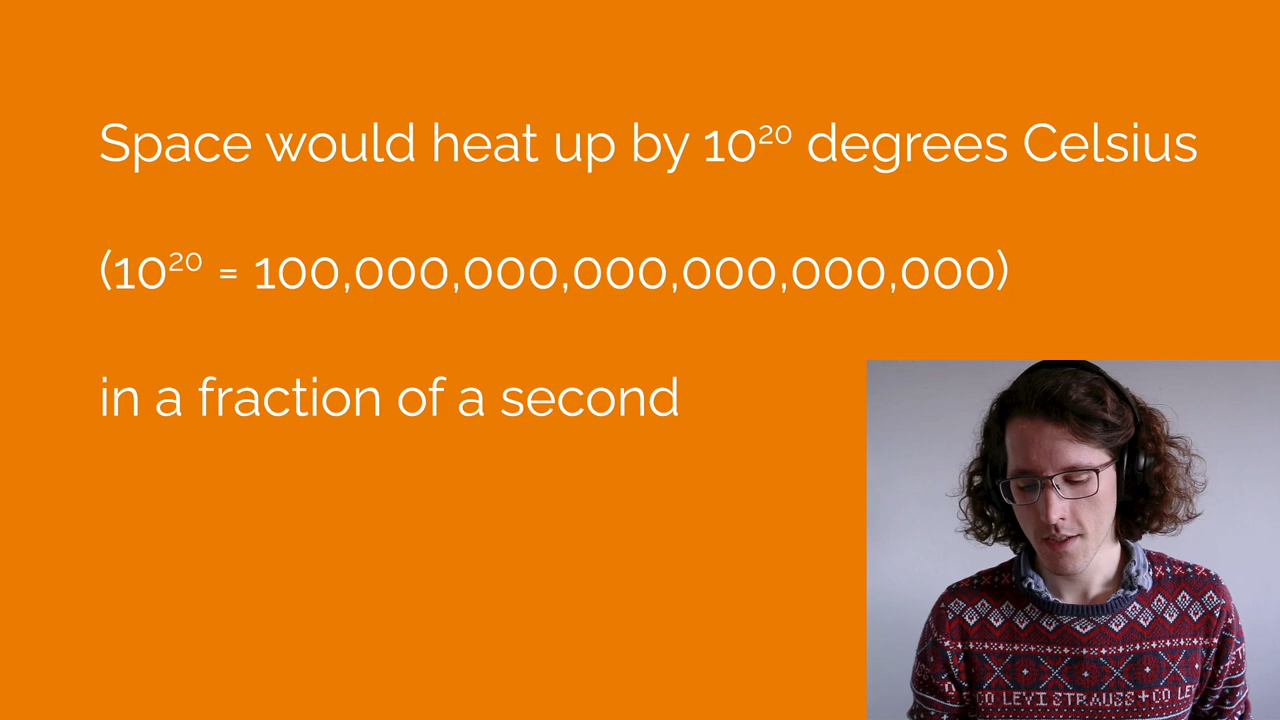 Space would heat up by 10²⁰ degrees Celsius
(10²⁰ = 100,000,000,000,000,000,000)
in a fraction of a second
CO LEVI STRAUSS+CO LE